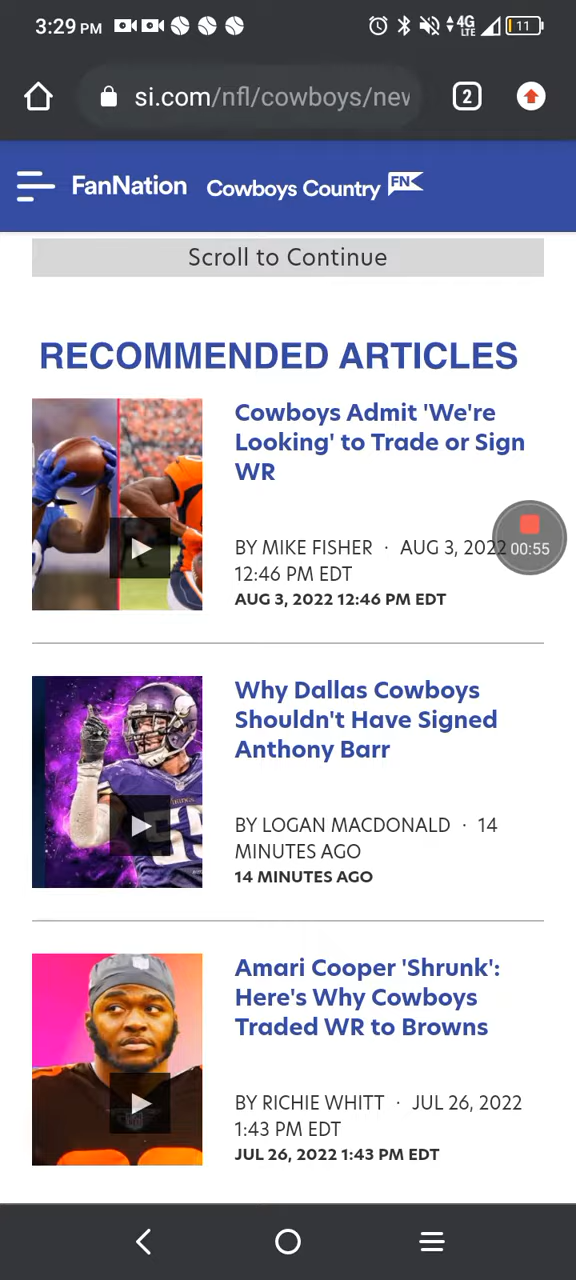 3:29 PM
4G
LTE
11
si.com/nfl/cowboys/nev
2
FanNation Cowboys Country FN
Scroll to Continue
RECOMMENDED ARTICLES
Cowboys Admit 'We're
Looking' to Trade or Sign
WR
BY MIKE FISHER · AUG 3, 2022
12:46 PM EDT
AUG 3, 2022 12:46 PM EDT
00:55
Why Dallas Cowboys
Shouldn't Have Signed
Anthony Barr
BY LOGAN MACDONALD · 14
MINUTES AGO
14 MINUTES AGO
VIKINGS
55
Amari Cooper 'Shrunk':
Here's Why Cowboys
Traded WR to Browns
BY RICHIE WHITT · JUL 26, 2022
1:43 PM EDT
JUL 26, 2022 1:43 PM EDT